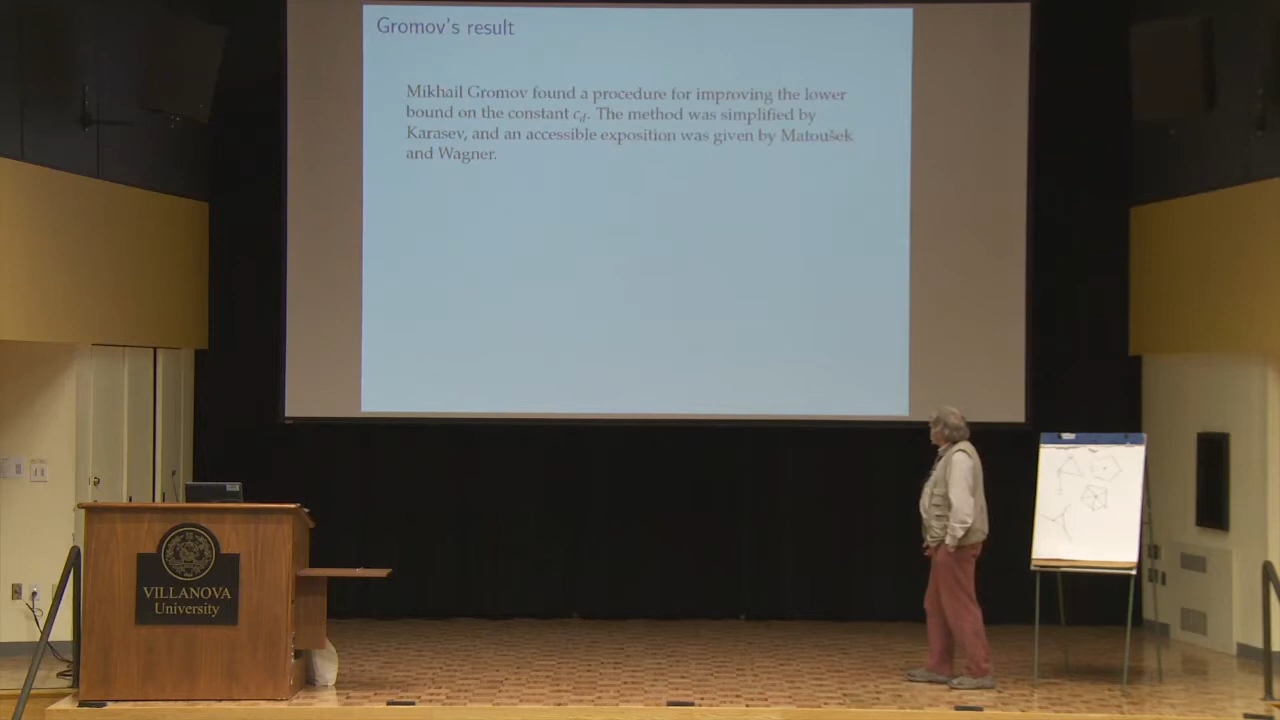 Gromov's result
Mikhail Gromov found a procedure for improving the lower
bound on the constant c_d. The method was simplified by
Karasev, and an accessible exposition was given by Matoušek
and Wagner.
VILLANOVA
University